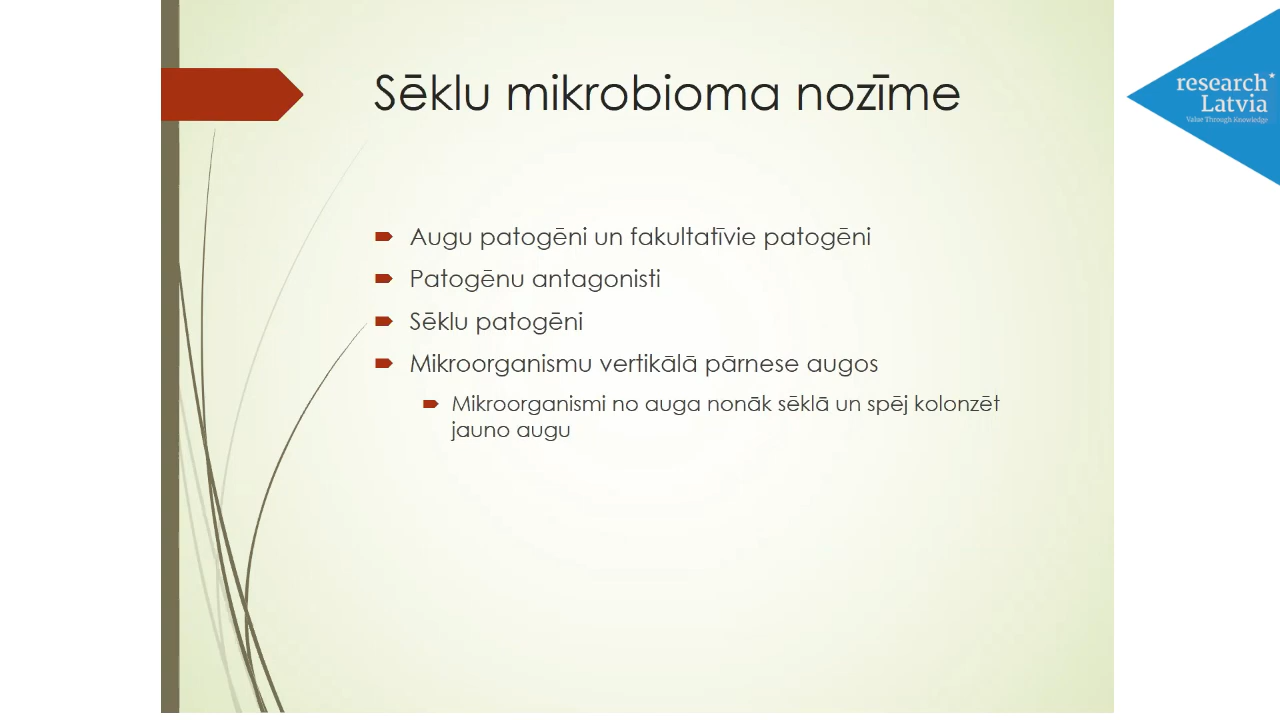 Sēklu mikrobioma nozīme
research
Latvia
Value Through Knowledge
Augu patogēni un fakultatīvie patogēni
Patogēnu antagonisti
Sēklu patogēni
Mikroorganismu vertikālā pārnese augos
Mikroorganismi no auga nonāk sēklā un spēj kolonzēt
jauno augu